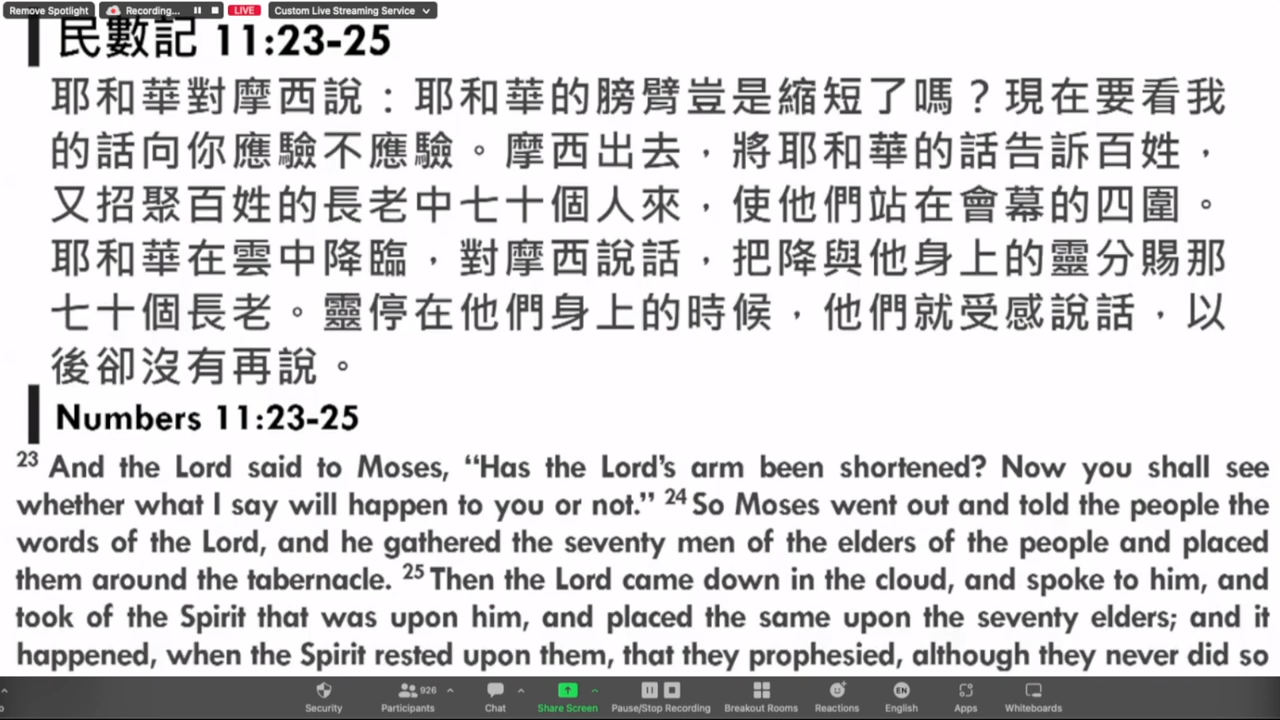 Remove Spotlight Recording... LIVE Custom Live Streaming Service
民數記 11:23-25
耶和華對摩西說：耶和華的膀臂豈是縮短了嗎？現在要看我
的話向你應驗不應驗。摩西出去，將耶和華的話告訴百姓，
又招聚百姓的長老中七十個人來，使他們站在會幕的四圍。
耶和華在雲中降臨，對摩西說話，把降與他身上的靈分賜那
七十個長老。靈停在他們身上的時候，他們就受感說話，以
後卻沒有再說。
Numbers 11:23-25
23 And the Lord said to Moses, “Has the Lord’s arm been shortened? Now you shall see
whether what I say will happen to you or not.” 24 So Moses went out and told the people the
words of the Lord, and he gathered the seventy men of the elders of the people and placed
them around the tabernacle. 25 Then the Lord came down in the cloud, and spoke to him, and
took of the Spirit that was upon him, and placed the same upon the seventy elders; and it
happened, when the Spirit rested upon them, that they prophesied, although they never did so
926 EN
Security Participants Chat Share Screen Pause/Stop Recording Breakout Rooms Reactions English Apps Whiteboards